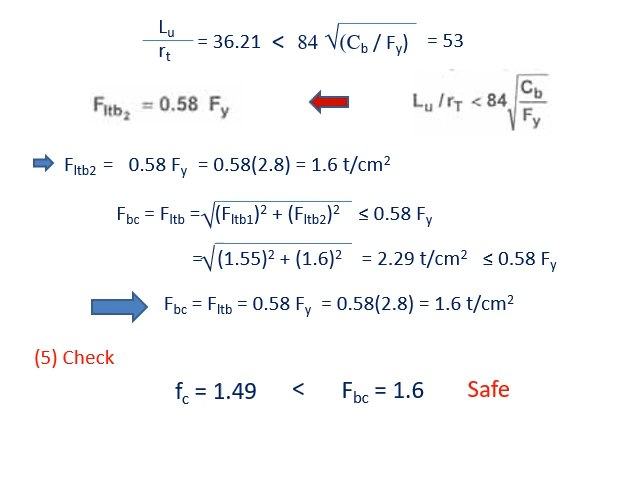 Lu / rt = 36.21 < 84 √(Cb / Fy) = 53
Fltb2 = 0.58 Fy Lu /rT < 84 √(Cb / Fy)
Fltb2 = 0.58 Fy = 0.58(2.8) = 1.6 t/cm²
Fbc = Fltb =√(Fltb1)² + (Fltb2)² ≤ 0.58 Fy
=√(1.55)² + (1.6)² = 2.29 t/cm² ≤ 0.58 Fy
Fbc = Fltb = 0.58 Fy = 0.58(2.8) = 1.6 t/cm²
(5) Check
fc = 1.49 < Fbc = 1.6 Safe